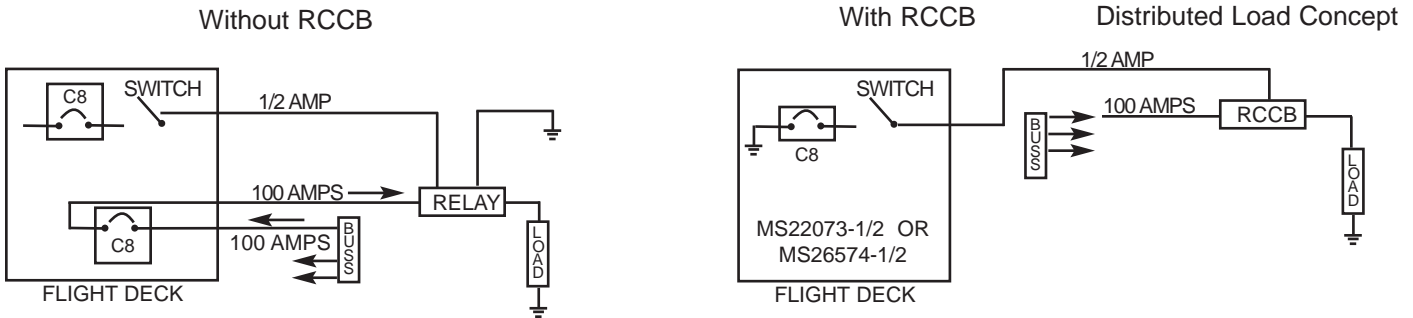 Without RCCB
C8
SWITCH
1/2 AMP
100 AMPS
RELAY
C8
100 AMPS
BUSS
LOAD
FLIGHT DECK
With RCCB
Distributed Load Concept
1/2 AMP
SWITCH
C8
BUSS
100 AMPS
RCCB
LOAD
MS22073-1/2 OR
MS26574-1/2
FLIGHT DECK